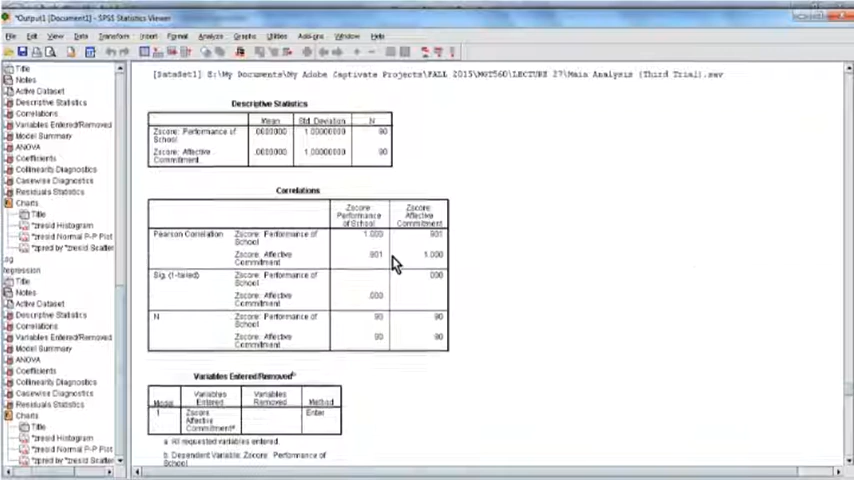 *Output1 [Document1] - SPSS Statistics Viewer
File Edit View Data Transform Insert Format Analyze Graphs Utilities Add-ons Window Help
Title
Notes
Active Dataset
Descriptive Statistics
Correlations
Variables Entered/Removed
Model Summary
ANOVA
Coefficients
Collinearity Diagnostics
Casewise Diagnostics
Residuals Statistics
Charts
Title
*zresid Histogram
*zresid Normal P-P Plot
*zpred by *zresid Scatter
.og
egression
Title
Notes
Active Dataset
Descriptive Statistics
Correlations
Variables Entered/Removed
Model Summary
ANOVA
Coefficients
Collinearity Diagnostics
Casewise Diagnostics
Residuals Statistics
Charts
Title
*zresid Histogram
*zresid Normal P-P Plot
*zpred by *zresid Scatter
[DataSet1] E:\My Documents\My Adobe Captivate Projects\FALL 2015\MGT560\LECTURE 27\Main Analysis (Third Trial).sav
Descriptive Statistics
Mean Std. Deviation N
Zscore: Performance of .0000000 1.00000000 90
School
Zscore: Affective .0000000 1.00000000 90
Commitment
Correlations
Zscore: Zscore:
Performance Affective
of School Commitment
Pearson Correlation Zscore: Performance of 1.000 .901
School
Zscore: Affective .901 1.000
Commitment
Sig. (1-tailed) Zscore: Performance of .000
School
Zscore: Affective .000
Commitment
N Zscore: Performance of 90 90
School
Zscore: Affective 90 90
Commitment
Variables Entered/Removed b
Variables Variables
Model Entered Removed Method
1 Zscore: Enter
Affective
Commitment a
a. All requested variables entered.
b. Dependent Variable: Zscore: Performance of
School